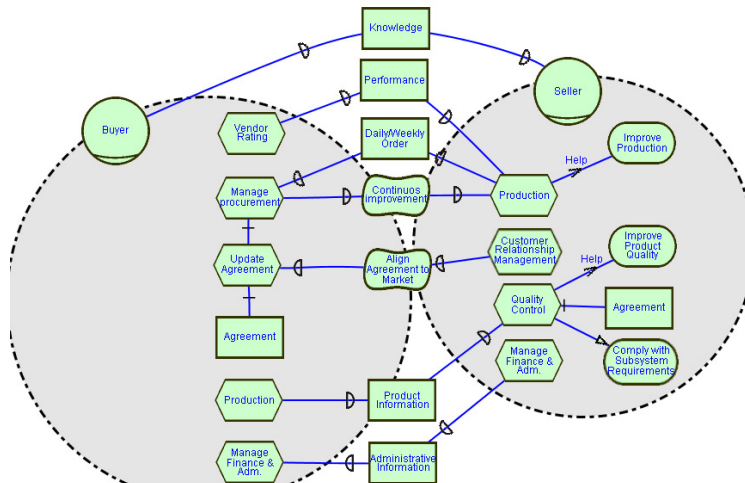 Knowledge
Performance
Seller
Buyer
Vendor
Rating
Daily/Weekly
Order
Improve
Production
Help
Manage
procurement
Continuos
improvement
Production
Update
Agreement
Align
Agreement to
Market
Customer
Relationship
Management
Improve
Product
Quality
Help
Quality
Control
Agreement
Agreement
Manage
Finance &
Adm.
Comply with
Subsystem
Requirements
Production
Product
Information
Manage
Finance &
Adm.
Administrative
Information